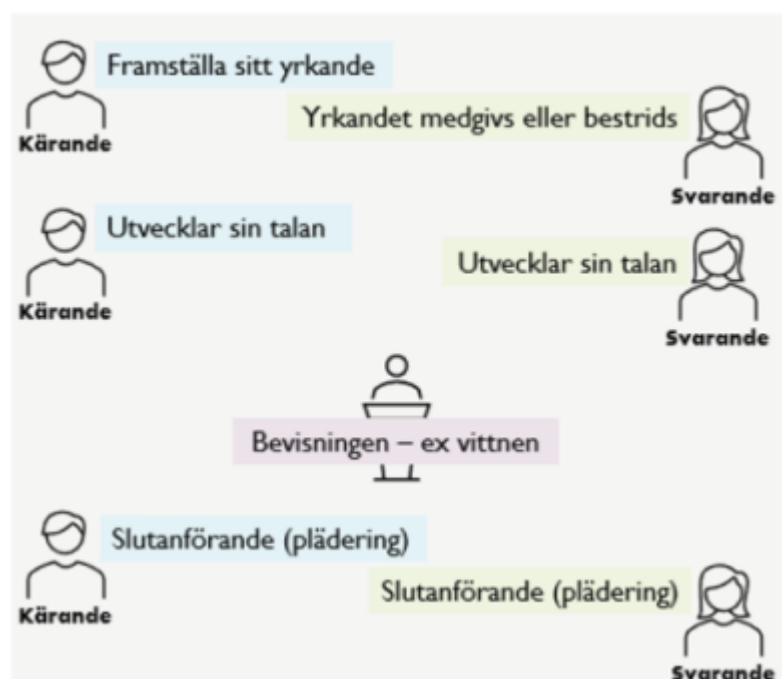 Framställa sitt yrkande
Kärande
Yrkandet medgivs eller bestrids
Svarande
Utvecklar sin talan
Kärande
Utvecklar sin talan
Svarande
Bevisningen – ex vittnen
Slutanförande (plädering)
Kärande
Slutanförande (plädering)
Svarande